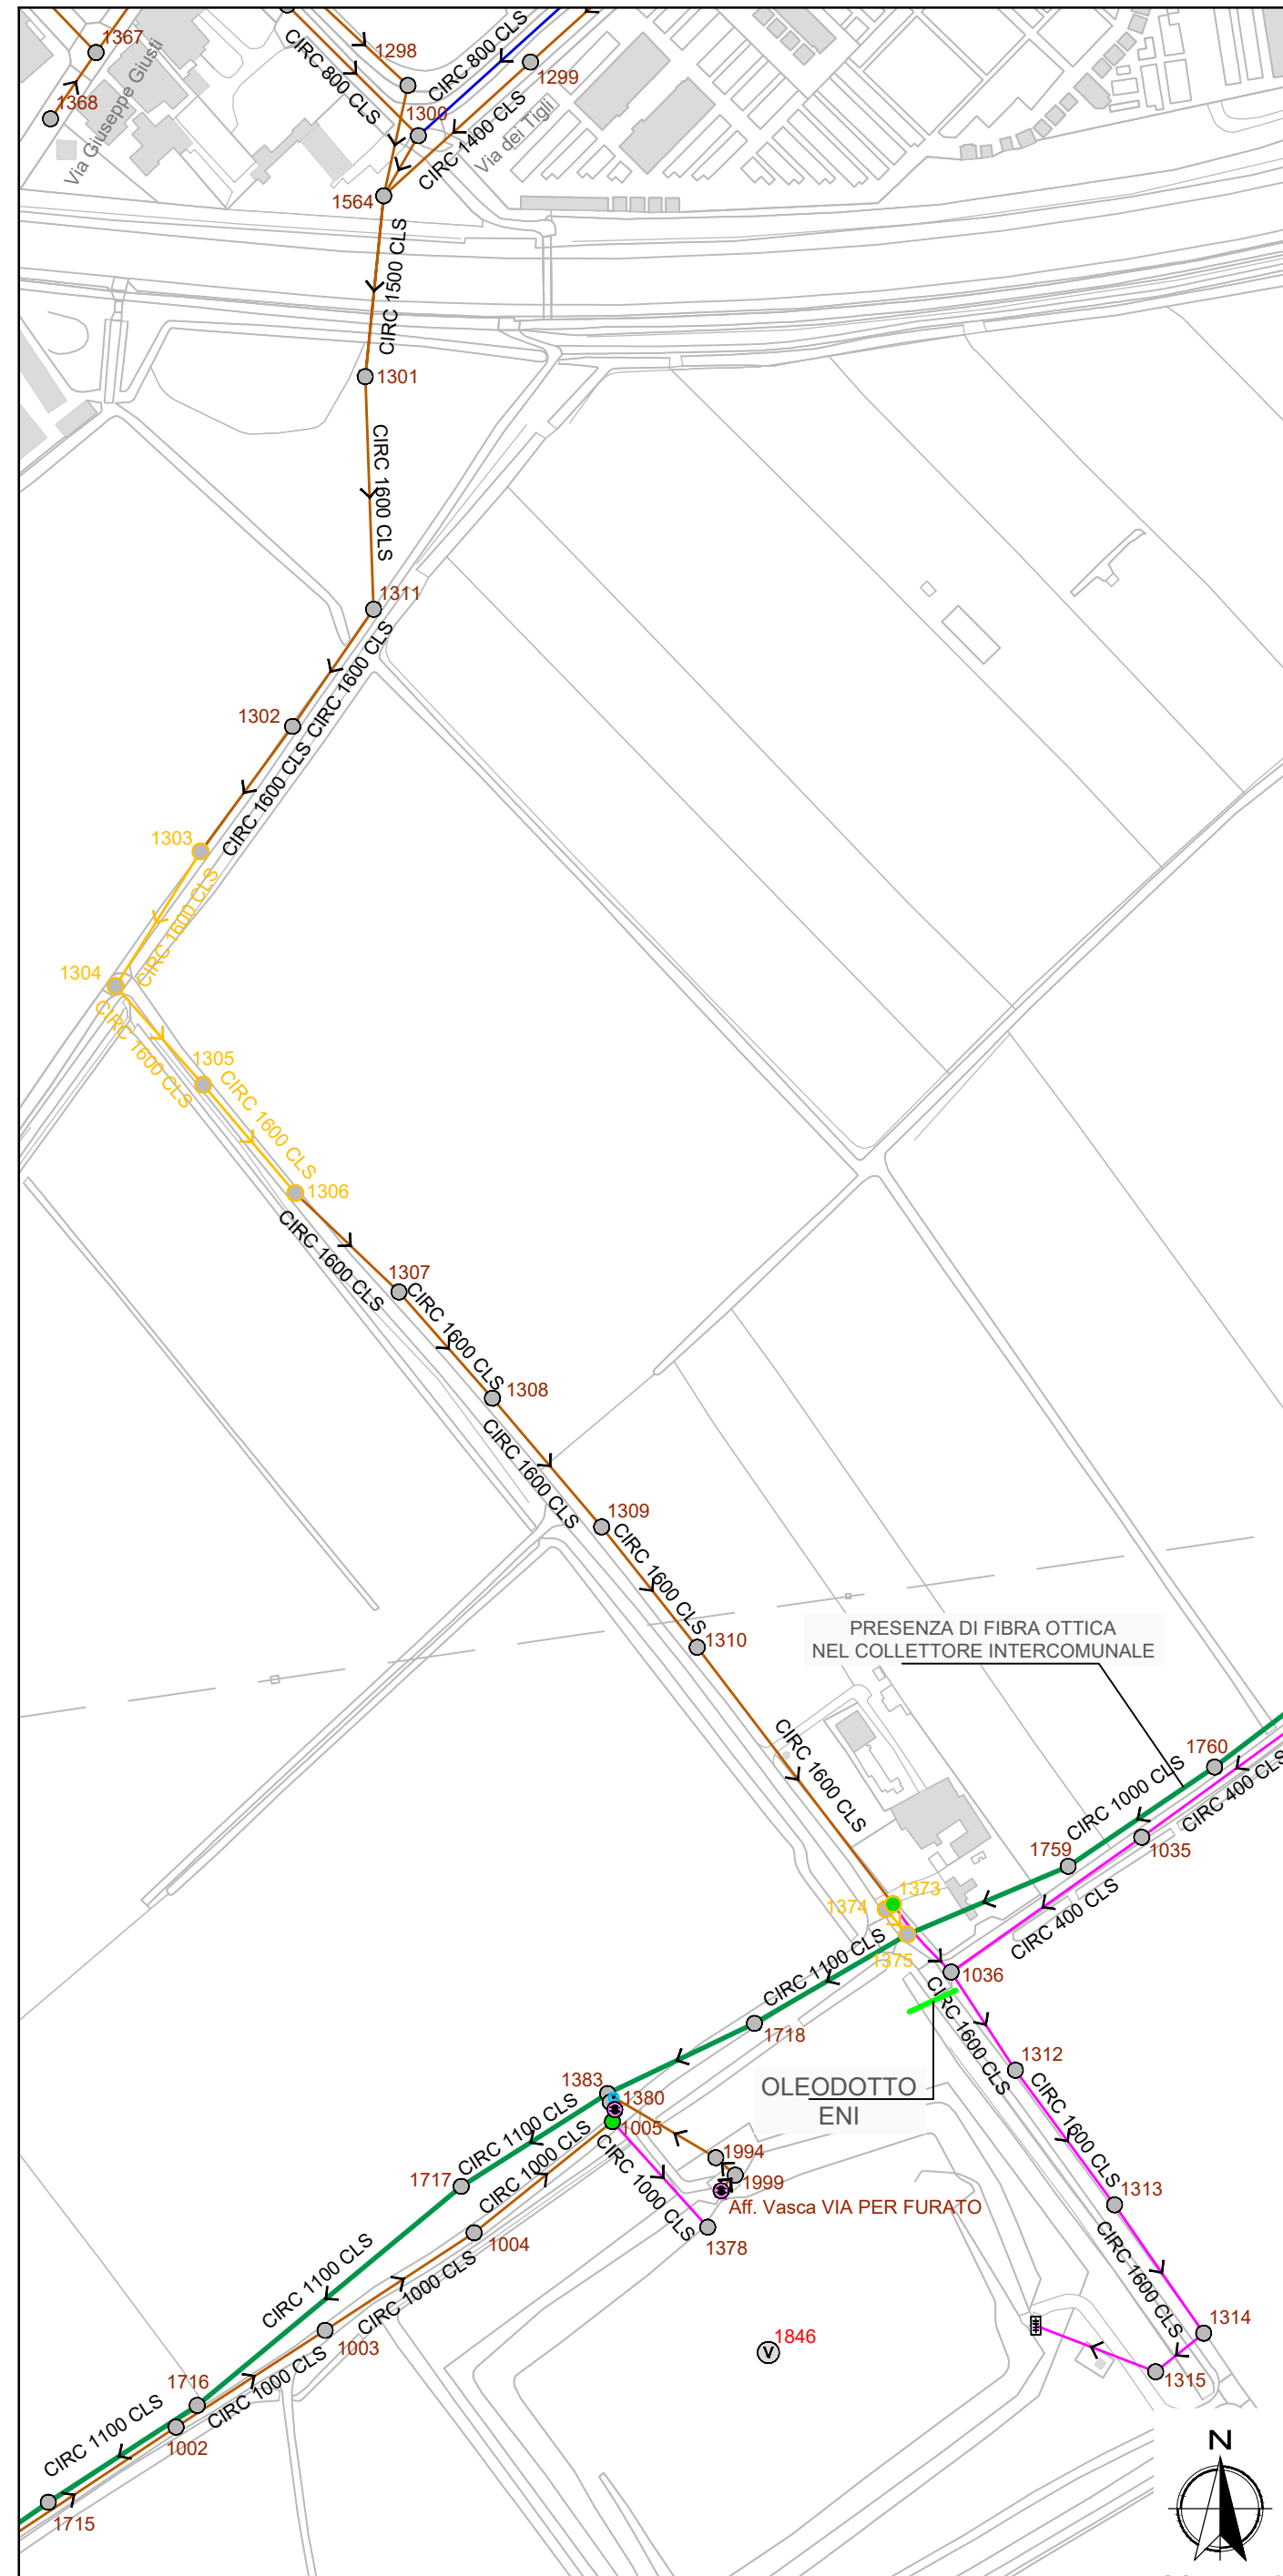 1367
1368
Via Giuseppe Giusti
CIRC 800 CLS
1298
CIRC 800 CLS
1299
1300
CIRC 1400 CLS
Via dei Tigli
1564
CIRC 1500 CLS
1301
CIRC 1600 CLS
1311
CIRC 1600 CLS
1302
CIRC 1600 CLS
1303
CIRC 1600 CLS
1304
CIRC 1600 CLS
1305
CIRC 1600 CLS
1306
CIRC 1600 CLS
1307
CIRC 1600 CLS
1308
CIRC 1600 CLS
1309
CIRC 1600 CLS
1310
PRESENZA DI FIBRA OTTICA
NEL COLLETTORE INTERCOMUNALE
CIRC 1600 CLS
1760
CIRC 1000 CLS
CIRC 400 CLS
1035
1759
CIRC 400 CLS
1373
1374
1375
CIRC 1100 CLS
1036
CIRC 1600 CLS
1718
1312
OLEODOTTO
ENI
CIRC 1600 CLS
1383
1380
1005
CIRC 1100 CLS
CIRC 1000 CLS
CIRC 1000 CLS
1994
1999
1717
Aff. Vasca VIA PER FURATO
1313
1004
1378
CIRC 1600 CLS
CIRC 1100 CLS
CIRC 1000 CLS
1003
1314
1846
V
1315
1716
CIRC 1000 CLS
CIRC 1100 CLS
1002
1715
N